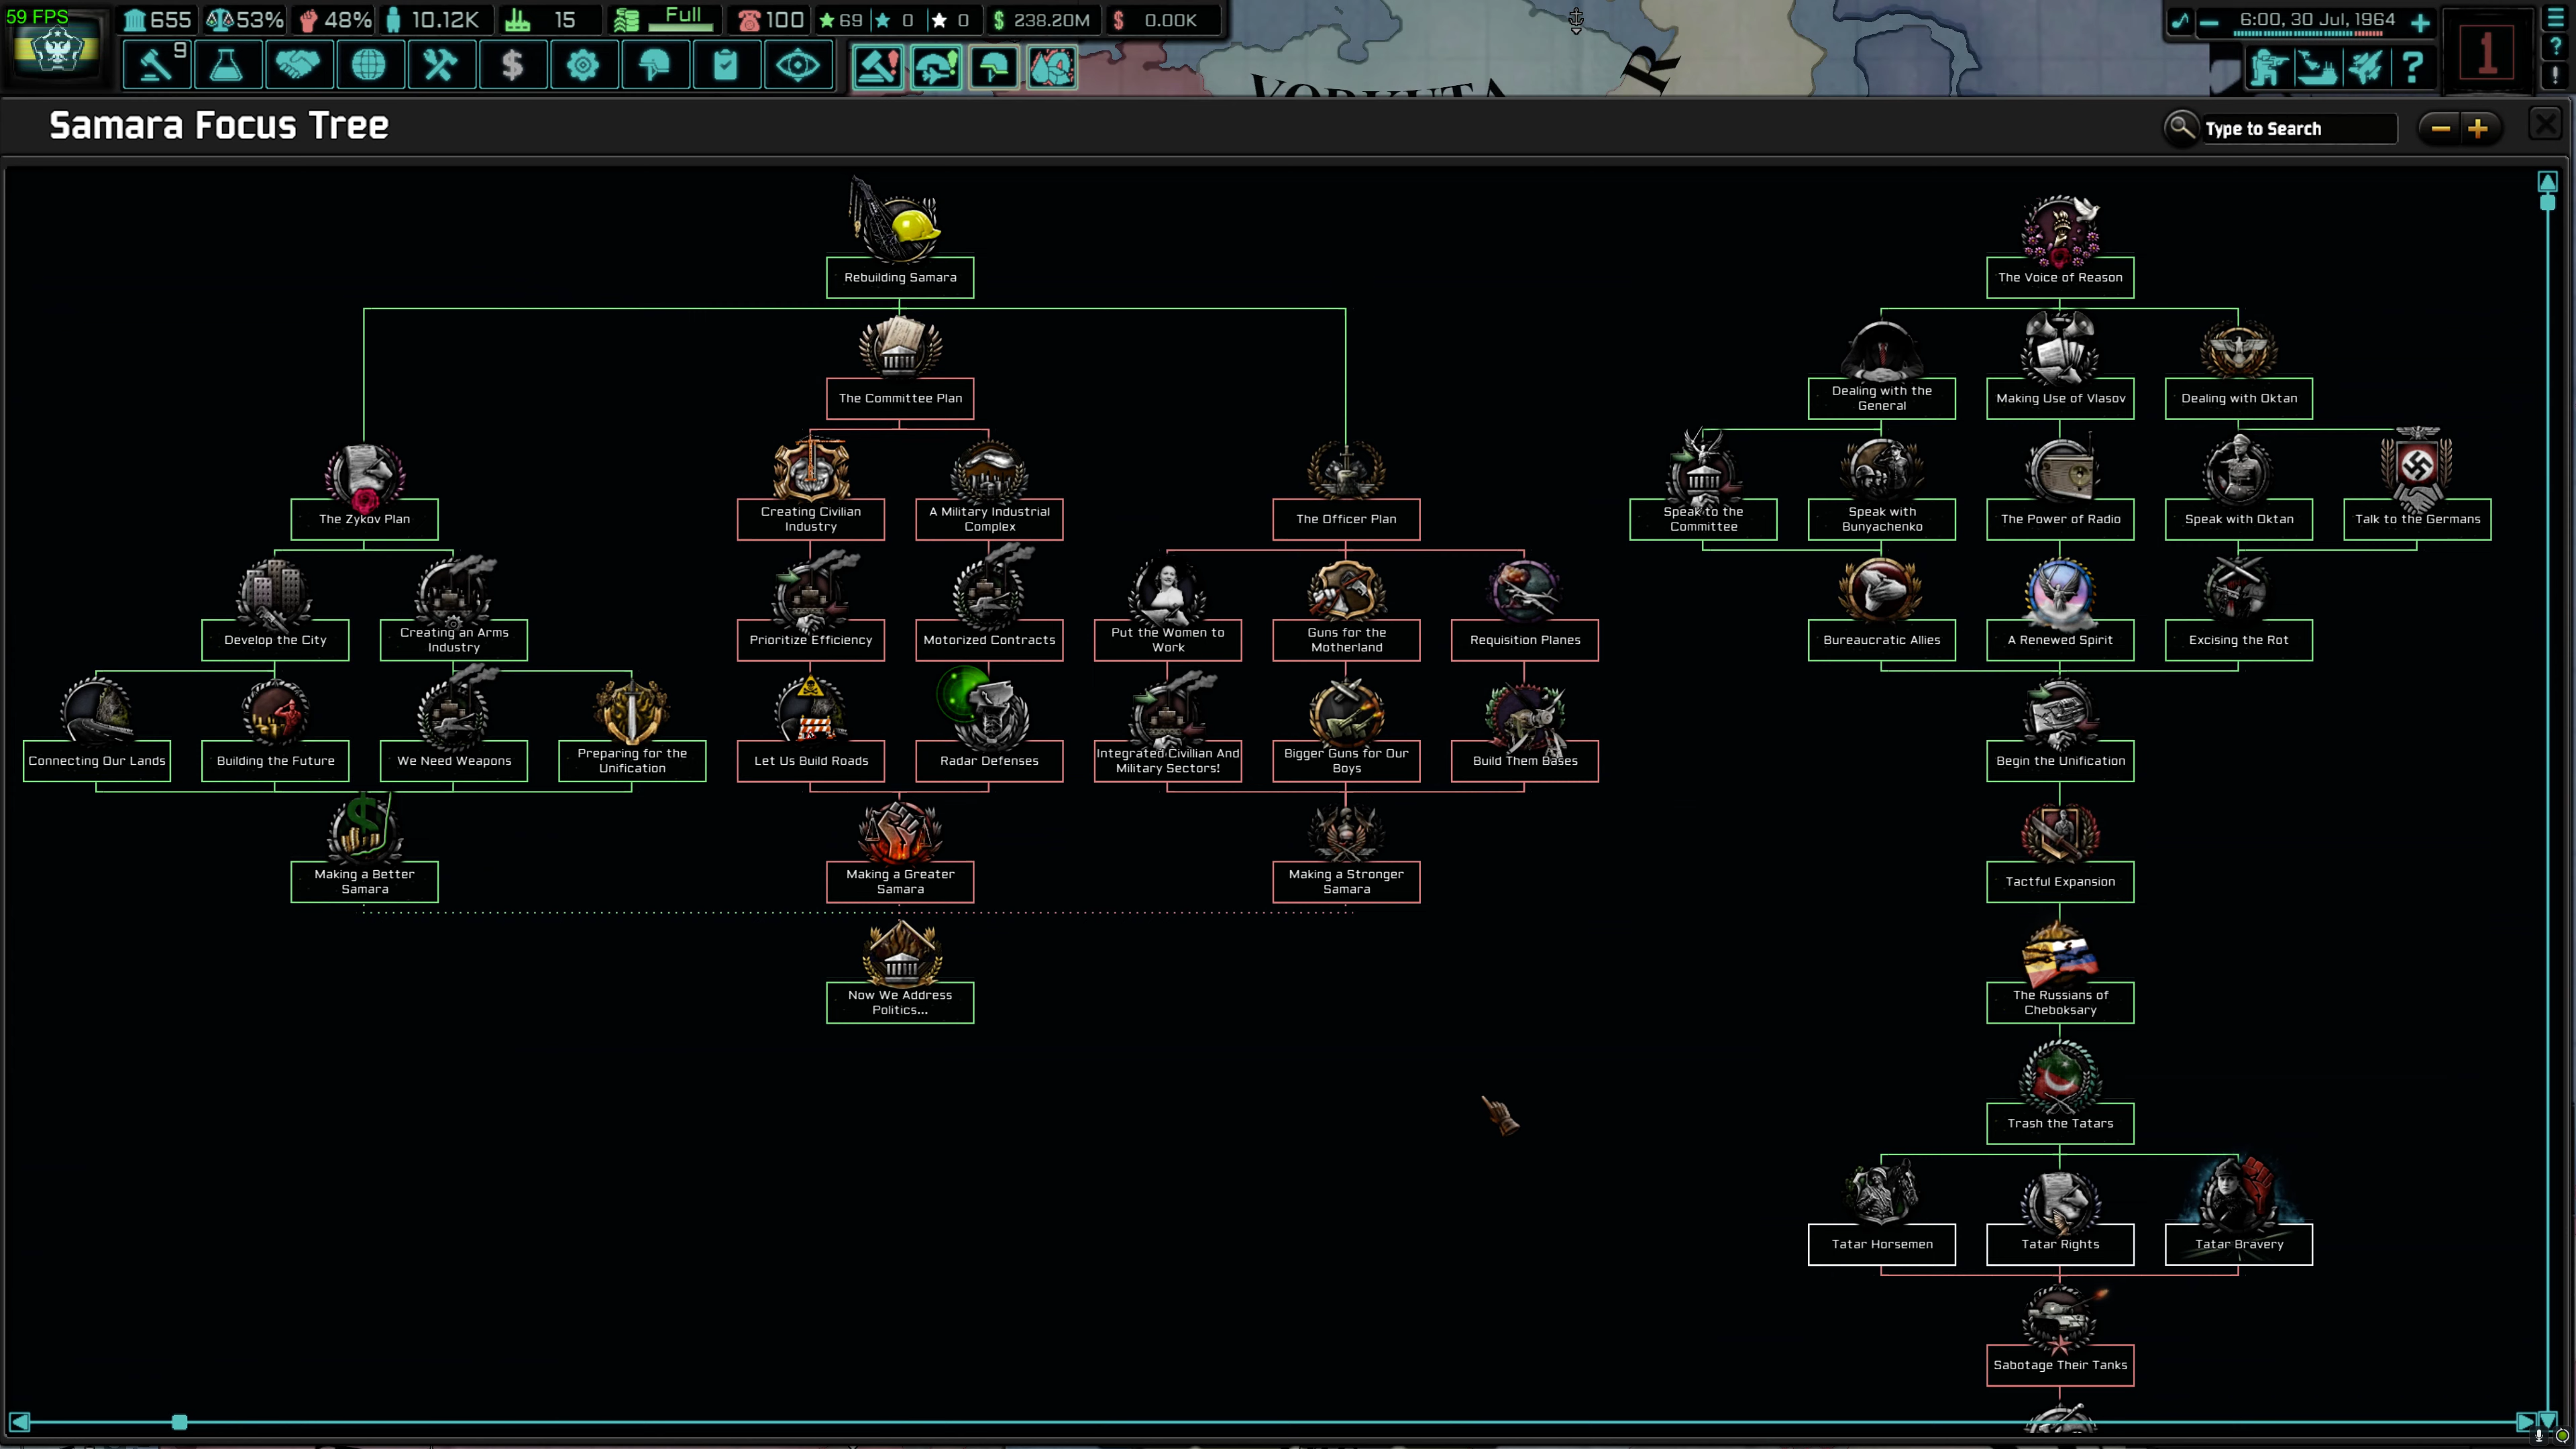 59 FPS
655
53%
48%
10.12K
15
Full
100
69
0
0
$ 238.20M
$ 0.00K
6:00, 30 Jul, 1964
9
$
?
?
1
VORKUTA
R
Samara Focus Tree
Type to Search
Rebuilding Samara
The Voice of Reason
The Committee Plan
Dealing with the
General
Making Use of Vlasov
Dealing with Oktan
The Zykov Plan
Creating Civilian
Industry
A Military Industrial
Complex
The Officer Plan
Speak to the
Committee
Speak with
Bunyachenko
The Power of Radio
Speak with Oktan
Talk to the Germans
Develop the City
Creating an Arms
Industry
Prioritize Efficiency
Motorized Contracts
Put the Women to
Work
Guns for the
Motherland
Requisition Planes
Bureaucratic Allies
A Renewed Spirit
Excising the Rot
Connecting Our Lands
Building the Future
We Need Weapons
Preparing for the
Unification
Let Us Build Roads
Radar Defenses
Integrated Civilian And
Military Sectors!
Bigger Guns for Our
Boys
Build Them Bases
Begin the Unification
Making a Better
Samara
Making a Greater
Samara
Making a Stronger
Samara
Tactful Expansion
Now We Address
Politics...
The Russians of
Cheboksary
Trash the Tatars
Tatar Horsemen
Tatar Rights
Tatar Bravery
Sabotage Their Tanks